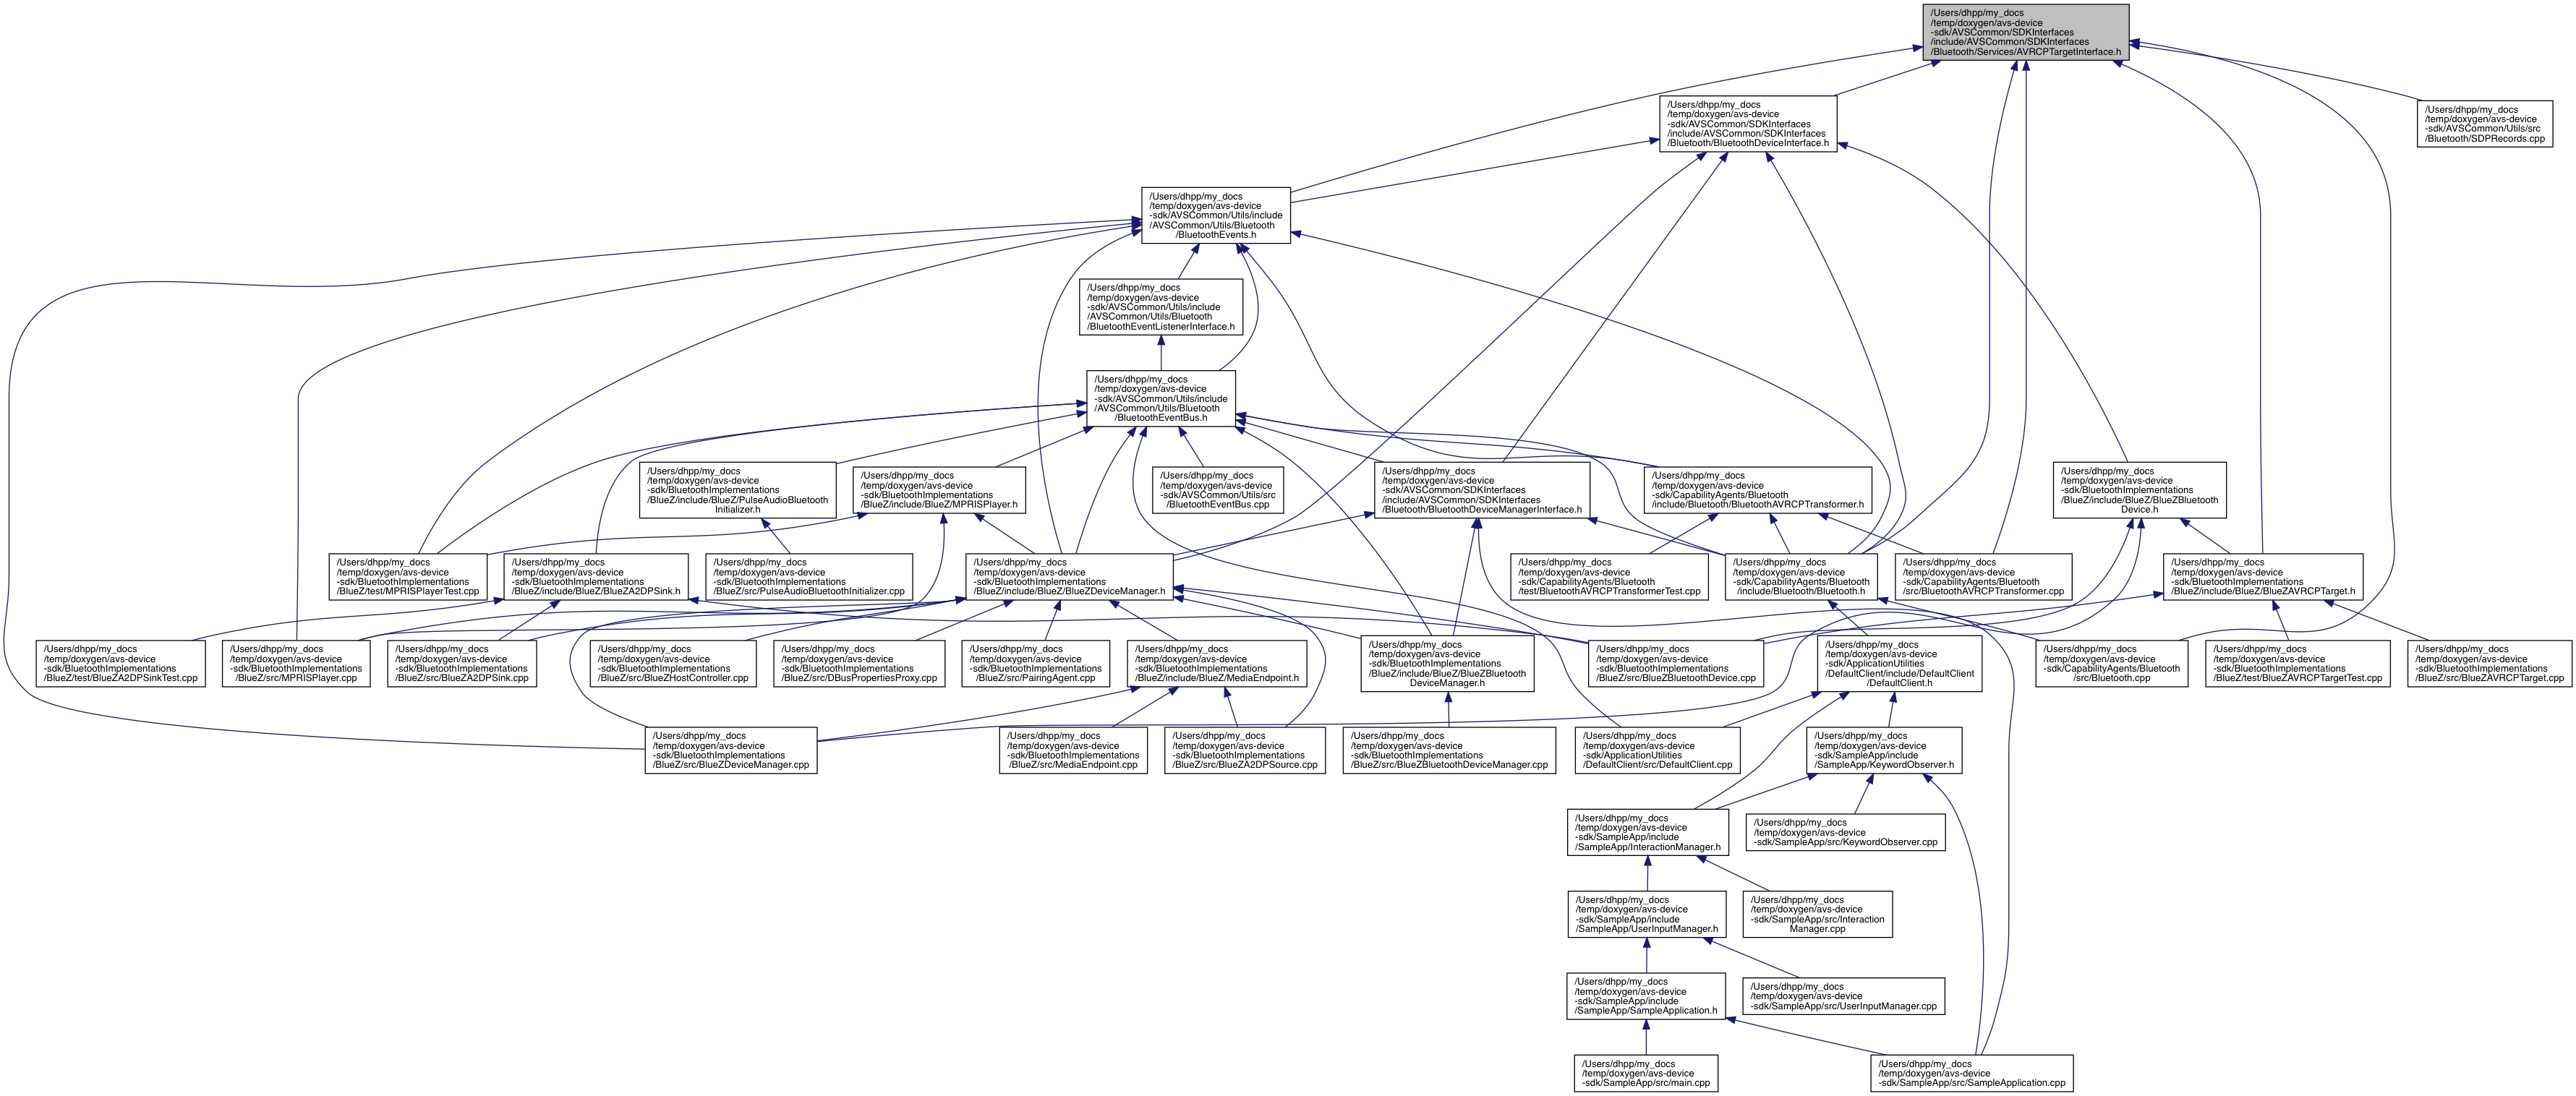 /Users/dhpp/my_docs
/temp/doxygen/avs-device
-sdk/AVSCommon/SDKInterfaces
/include/AVSCommon/SDKInterfaces
/Bluetooth/Services/AVRCPTargetInterface.h
/Users/dhpp/my_docs
/temp/doxygen/avs-device
-sdk/AVSCommon/SDKInterfaces
/include/AVSCommon/SDKInterfaces
/Bluetooth/BluetoothDeviceInterface.h
/Users/dhpp/my_docs
/temp/doxygen/avs-device
-sdk/AVSCommon/Utils/src
/Bluetooth/SDPRecords.cpp
/Users/dhpp/my_docs
/temp/doxygen/avs-device
-sdk/AVSCommon/Utils/include
/AVSCommon/Utils/Bluetooth
/BluetoothEvents.h
/Users/dhpp/my_docs
/temp/doxygen/avs-device
-sdk/AVSCommon/Utils/include
/AVSCommon/Utils/Bluetooth
/BluetoothEventListenerInterface.h
/Users/dhpp/my_docs
/temp/doxygen/avs-device
-sdk/AVSCommon/Utils/include
/AVSCommon/Utils/Bluetooth
/BluetoothEventBus.h
/Users/dhpp/my_docs
/temp/doxygen/avs-device
-sdk/BluetoothImplementations
/BlueZ/include/BlueZ/PulseAudioBluetooth
Initializer.h
/Users/dhpp/my_docs
/temp/doxygen/avs-device
-sdk/BluetoothImplementations
/BlueZ/include/BlueZ/MPRISPlayer.h
/Users/dhpp/my_docs
/temp/doxygen/avs-device
-sdk/AVSCommon/Utils/src
/BluetoothEventBus.cpp
/Users/dhpp/my_docs
/temp/doxygen/avs-device
-sdk/AVSCommon/SDKInterfaces
/include/AVSCommon/SDKInterfaces
/Bluetooth/BluetoothDeviceManagerInterface.h
/Users/dhpp/my_docs
/temp/doxygen/avs-device
-sdk/CapabilityAgents/Bluetooth
/include/Bluetooth/BluetoothAVRCPTransformer.h
/Users/dhpp/my_docs
/temp/doxygen/avs-device
-sdk/BluetoothImplementations
/BlueZ/include/BlueZ/BlueZBluetooth
Device.h
/Users/dhpp/my_docs
/temp/doxygen/avs-device
-sdk/BluetoothImplementations
/BlueZ/test/MPRISPlayerTest.cpp
/Users/dhpp/my_docs
/temp/doxygen/avs-device
-sdk/BluetoothImplementations
/BlueZ/include/BlueZ/BlueZA2DPSink.h
/Users/dhpp/my_docs
/temp/doxygen/avs-device
-sdk/BluetoothImplementations
/BlueZ/src/PulseAudioBluetoothInitializer.cpp
/Users/dhpp/my_docs
/temp/doxygen/avs-device
-sdk/BluetoothImplementations
/BlueZ/include/BlueZ/BlueZDeviceManager.h
/Users/dhpp/my_docs
/temp/doxygen/avs-device
-sdk/CapabilityAgents/Bluetooth
/test/BluetoothAVRCPTransformerTest.cpp
/Users/dhpp/my_docs
/temp/doxygen/avs-device
-sdk/CapabilityAgents/Bluetooth
/include/Bluetooth/Bluetooth.h
/Users/dhpp/my_docs
/temp/doxygen/avs-device
-sdk/CapabilityAgents/Bluetooth
/src/BluetoothAVRCPTransformer.cpp
/Users/dhpp/my_docs
/temp/doxygen/avs-device
-sdk/BluetoothImplementations
/BlueZ/include/BlueZ/BlueZAVRCPTarget.h
/Users/dhpp/my_docs
/temp/doxygen/avs-device
-sdk/BluetoothImplementations
/BlueZ/test/BlueZA2DPSinkTest.cpp
/Users/dhpp/my_docs
/temp/doxygen/avs-device
-sdk/BluetoothImplementations
/BlueZ/src/MPRISPlayer.cpp
/Users/dhpp/my_docs
/temp/doxygen/avs-device
-sdk/BluetoothImplementations
/BlueZ/src/BlueZA2DPSink.cpp
/Users/dhpp/my_docs
/temp/doxygen/avs-device
-sdk/BluetoothImplementations
/BlueZ/src/BlueZHostController.cpp
/Users/dhpp/my_docs
/temp/doxygen/avs-device
-sdk/BluetoothImplementations
/BlueZ/src/DBusPropertiesProxy.cpp
/Users/dhpp/my_docs
/temp/doxygen/avs-device
-sdk/BluetoothImplementations
/BlueZ/src/PairingAgent.cpp
/Users/dhpp/my_docs
/temp/doxygen/avs-device
-sdk/BluetoothImplementations
/BlueZ/include/BlueZ/MediaEndpoint.h
/Users/dhpp/my_docs
/temp/doxygen/avs-device
-sdk/BluetoothImplementations
/BlueZ/include/BlueZ/BlueZBluetooth
DeviceManager.h
/Users/dhpp/my_docs
/temp/doxygen/avs-device
-sdk/BluetoothImplementations
/BlueZ/src/BlueZBluetoothDevice.cpp
/Users/dhpp/my_docs
/temp/doxygen/avs-device
-sdk/ApplicationUtilities
/DefaultClient/include/DefaultClient
/DefaultClient.h
/Users/dhpp/my_docs
/temp/doxygen/avs-device
-sdk/CapabilityAgents/Bluetooth
/src/Bluetooth.cpp
/Users/dhpp/my_docs
/temp/doxygen/avs-device
-sdk/BluetoothImplementations
/BlueZ/test/BlueZAVRCPTargetTest.cpp
/Users/dhpp/my_docs
/temp/doxygen/avs-device
-sdk/BluetoothImplementations
/BlueZ/src/BlueZAVRCPTarget.cpp
/Users/dhpp/my_docs
/temp/doxygen/avs-device
-sdk/BluetoothImplementations
/BlueZ/src/BlueZDeviceManager.cpp
/Users/dhpp/my_docs
/temp/doxygen/avs-device
-sdk/BluetoothImplementations
/BlueZ/src/MediaEndpoint.cpp
/Users/dhpp/my_docs
/temp/doxygen/avs-device
-sdk/BluetoothImplementations
/BlueZ/src/BlueZA2DPSource.cpp
/Users/dhpp/my_docs
/temp/doxygen/avs-device
-sdk/BluetoothImplementations
/BlueZ/src/BlueZBluetoothDeviceManager.cpp
/Users/dhpp/my_docs
/temp/doxygen/avs-device
-sdk/ApplicationUtilities
/DefaultClient/src/DefaultClient.cpp
/Users/dhpp/my_docs
/temp/doxygen/avs-device
-sdk/SampleApp/include
/SampleApp/KeywordObserver.h
/Users/dhpp/my_docs
/temp/doxygen/avs-device
-sdk/SampleApp/include
/SampleApp/InteractionManager.h
/Users/dhpp/my_docs
/temp/doxygen/avs-device
-sdk/SampleApp/src/KeywordObserver.cpp
/Users/dhpp/my_docs
/temp/doxygen/avs-device
-sdk/SampleApp/include
/SampleApp/UserInputManager.h
/Users/dhpp/my_docs
/temp/doxygen/avs-device
-sdk/SampleApp/src/Interaction
Manager.cpp
/Users/dhpp/my_docs
/temp/doxygen/avs-device
-sdk/SampleApp/include
/SampleApp/SampleApplication.h
/Users/dhpp/my_docs
/temp/doxygen/avs-device
-sdk/SampleApp/src/UserInputManager.cpp
/Users/dhpp/my_docs
/temp/doxygen/avs-device
-sdk/SampleApp/src/main.cpp
/Users/dhpp/my_docs
/temp/doxygen/avs-device
-sdk/SampleApp/src/SampleApplication.cpp